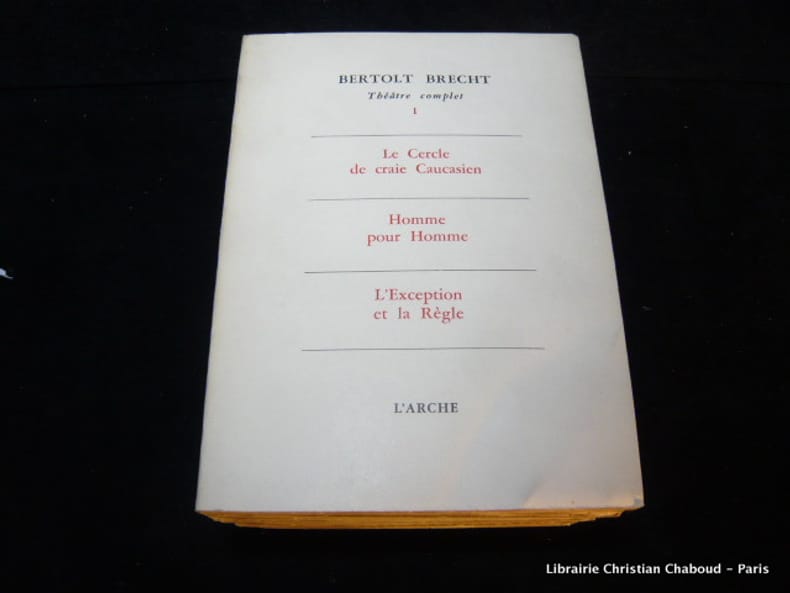 BERTOLT BRECHT
Théâtre complet
1
Le Cercle
de craie Caucasien
Homme
pour Homme
L'Exception
et la Règle
L'ARCHE
Librairie Christian Chaboud - Paris